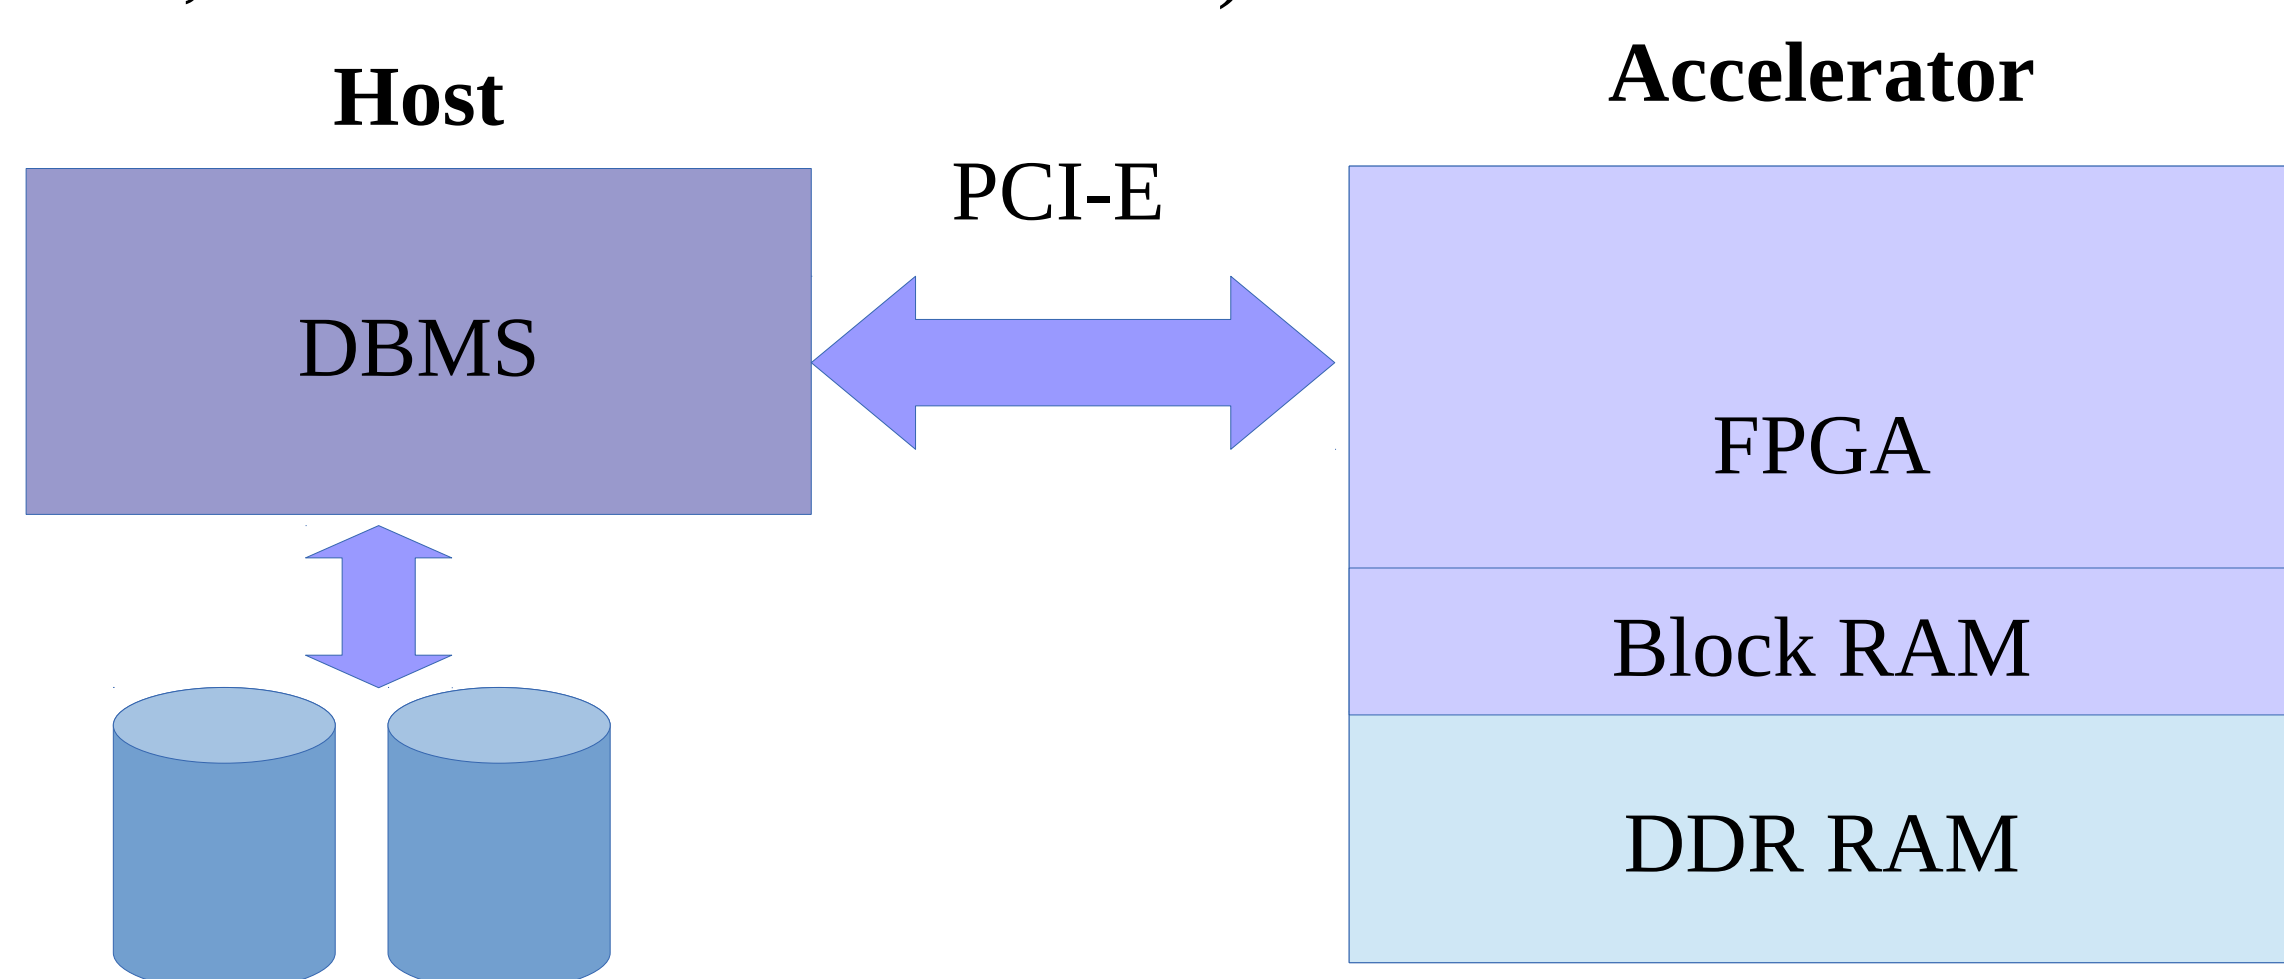 Host
Accelerator
PCI-E
DBMS
FPGA
Block RAM
DDR RAM